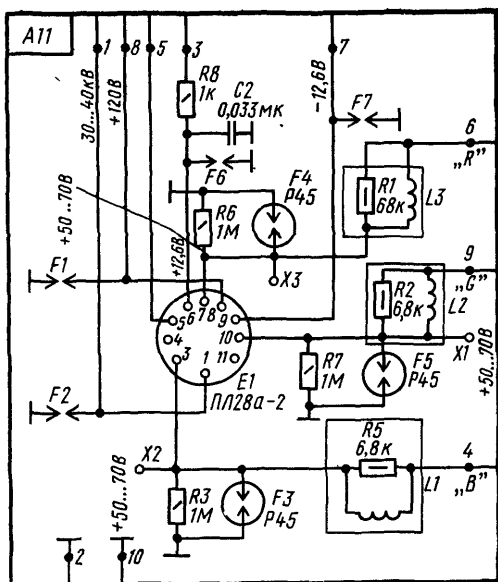 A11
1
8
5
3
7
30...40кВ
+120В
-12,6В
R8
1к
C2
0,033мк
F7
6
„R"
F6
F4
P45
R1
68к
L3
+50...70В
R6
1М
+12,6В
X3
9
„G"
F1
R2
6,8к
L2
6 7 8 9
5
10
4
3 1 11
X1
+50...70В
E1
ПЛ28а-2
R7
1М
F5
P45
F2
R5
6,8к
X2
4
„B"
L1
+50...70В
R3
1М
F3
P45
2
10